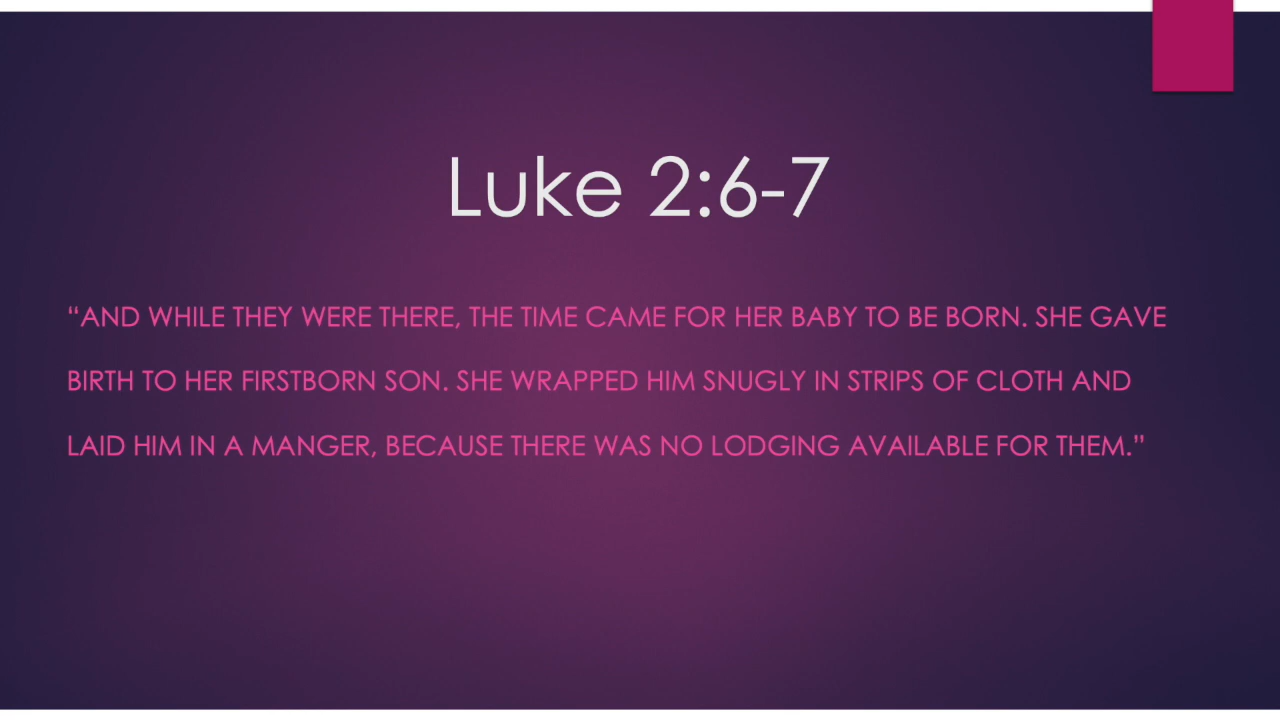 Luke 2:6-7
“AND WHILE THEY WERE THERE, THE TIME CAME FOR HER BABY TO BE BORN. SHE GAVE
BIRTH TO HER FIRSTBORN SON. SHE WRAPPED HIM SNUGLY IN STRIPS OF CLOTH AND
LAID HIM IN A MANGER, BECAUSE THERE WAS NO LODGING AVAILABLE FOR THEM.”